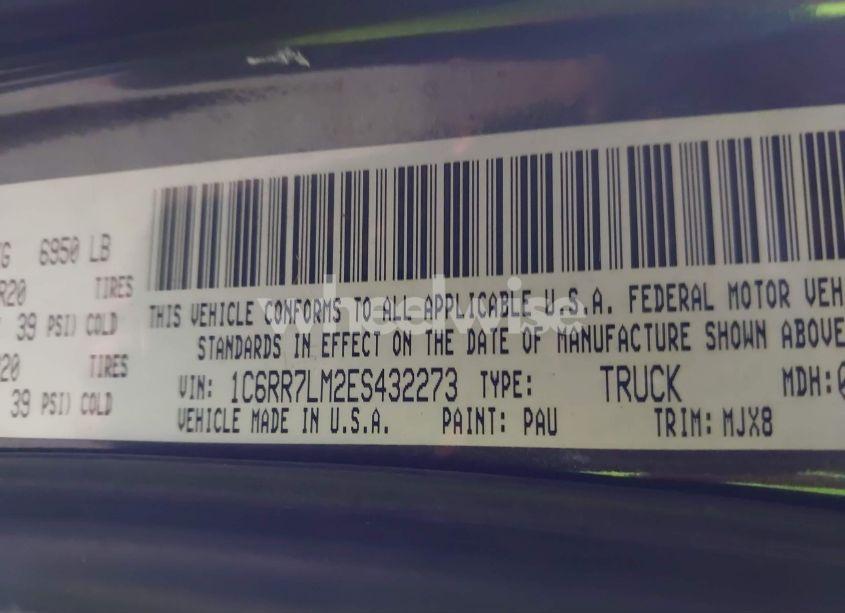 6950 LB
R20 TIRES
39 PSI) COLD
20 TIRES
39 PSI) COLD
THIS VEHICLE CONFORMS TO ALL APPLICABLE U.S.A. FEDERAL MOTOR VEH
STANDARDS IN EFFECT ON THE DATE OF MANUFACTURE SHOWN ABOVE
VIN: 1C6RR7LM2ES432273 TYPE: TRUCK MDH:0
VEHICLE MADE IN U.S.A. PAINT: PAU TRIM: MJX8
wheelwise